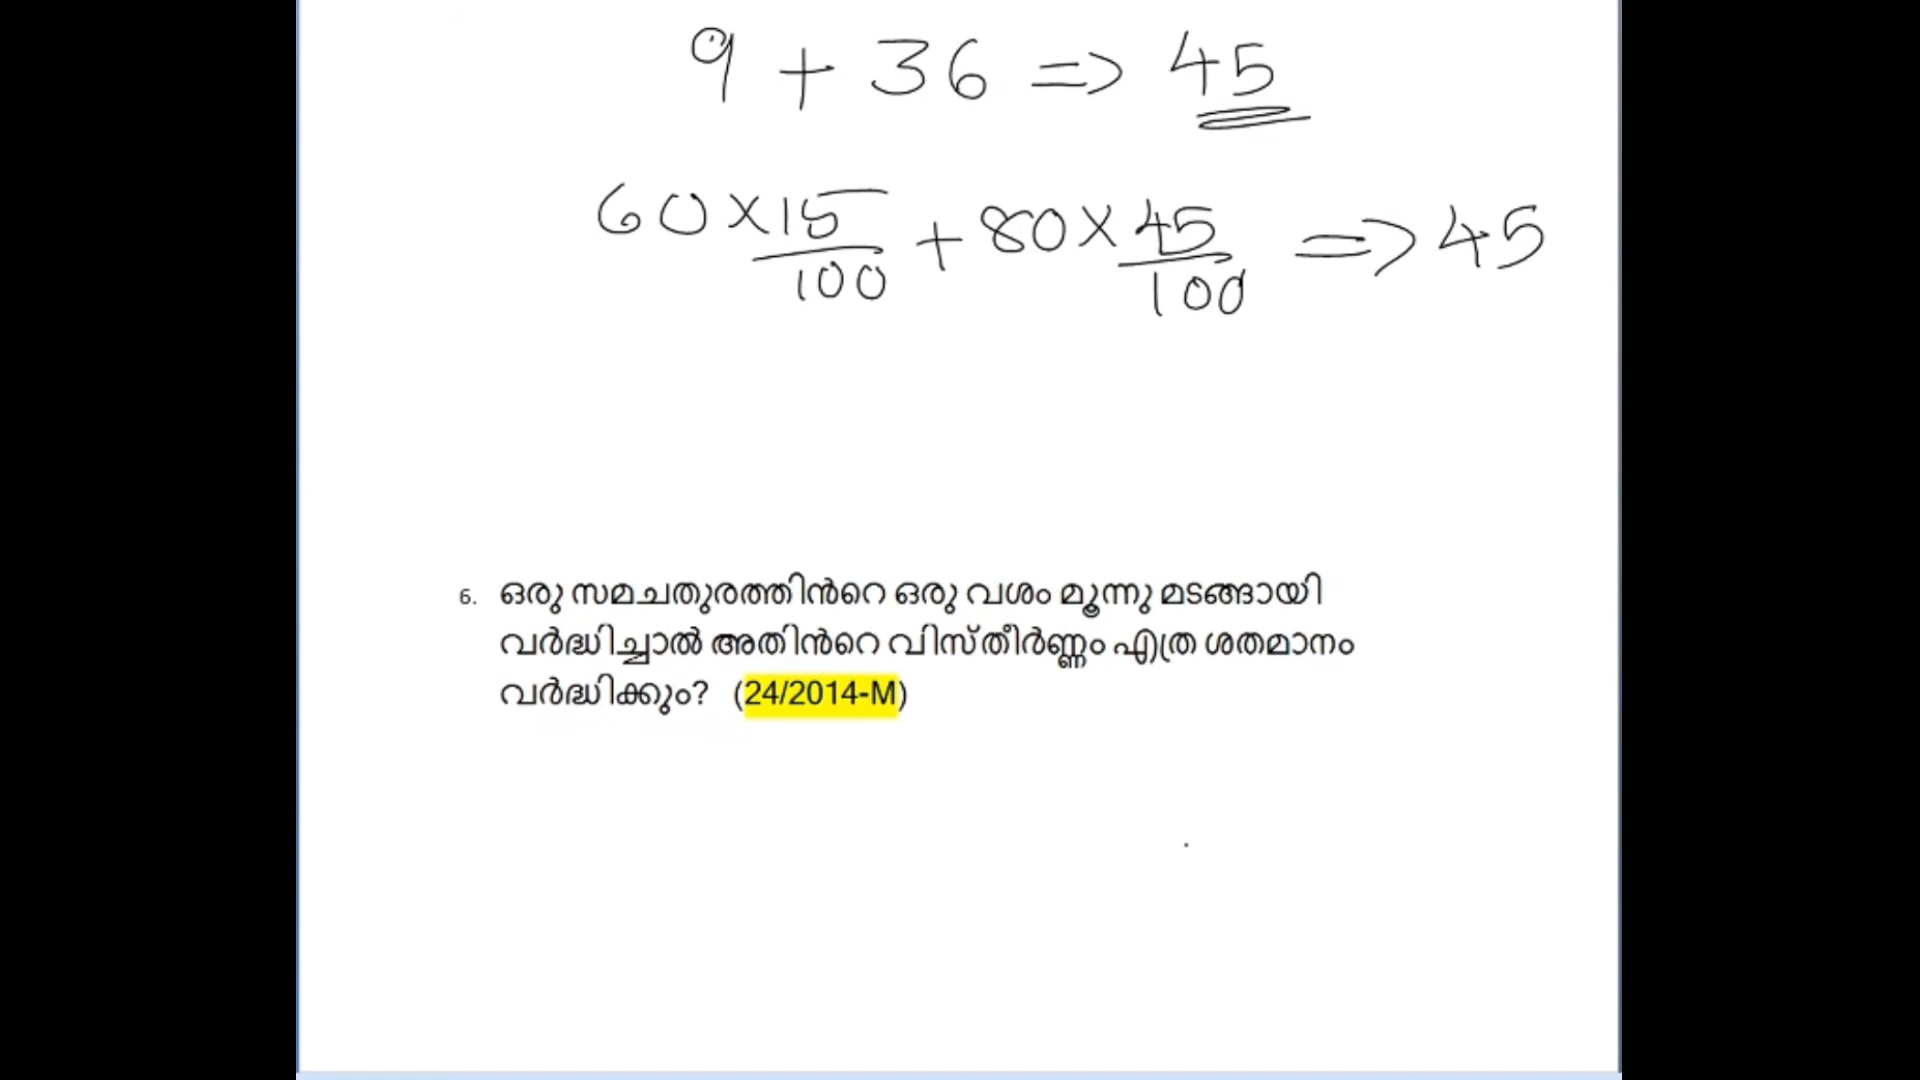 9 + 36 => 45
60 × 15/100 + 80 × 45/100 => 45
6. ഒരു സമചതുരത്തിൻറെ ഒരു വശം മൂന്നു മടങ്ങായി
വർദ്ധിച്ചാൽ അതിൻറെ വിസ്തീർണ്ണം എത്ര ശതമാനം
വർദ്ധിക്കും? (24/2014-M)